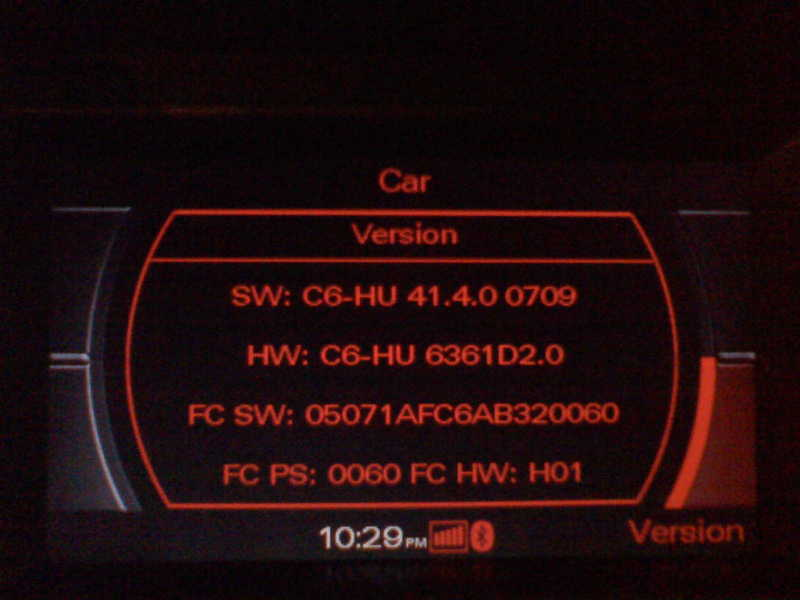 Car
Version
SW: C6-HU 41.4.0 0709
HW: C6-HU 6361D2.0
FC SW: 05071AFC6AB320060
FC PS: 0060 FC HW: H01
10:29PM
Version